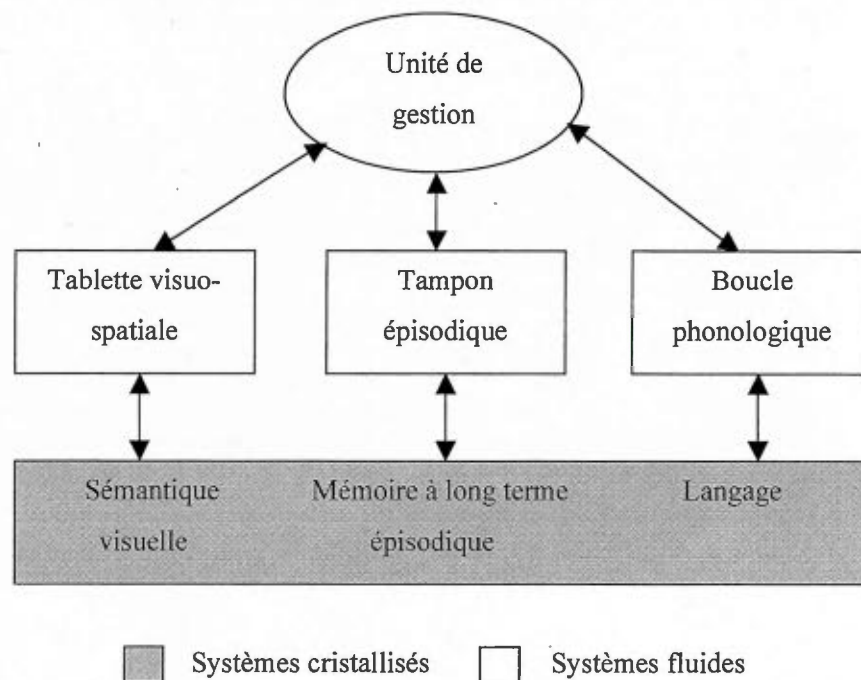 Unité de
gestion
Tablette visuo-
spatiale
Tampon
épisodique
Boucle
phonologique
Sémantique
visuelle
Mémoire à long terme
épisodique
Langage
Systèmes cristallisés
Systèmes fluides